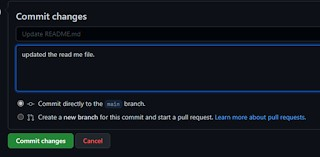 Commit changes
Update README.md
updated the read me file.
Commit directly to the main branch.
Create a new branch for this commit and start a pull request. Learn more about pull requests.
Commit changes Cancel